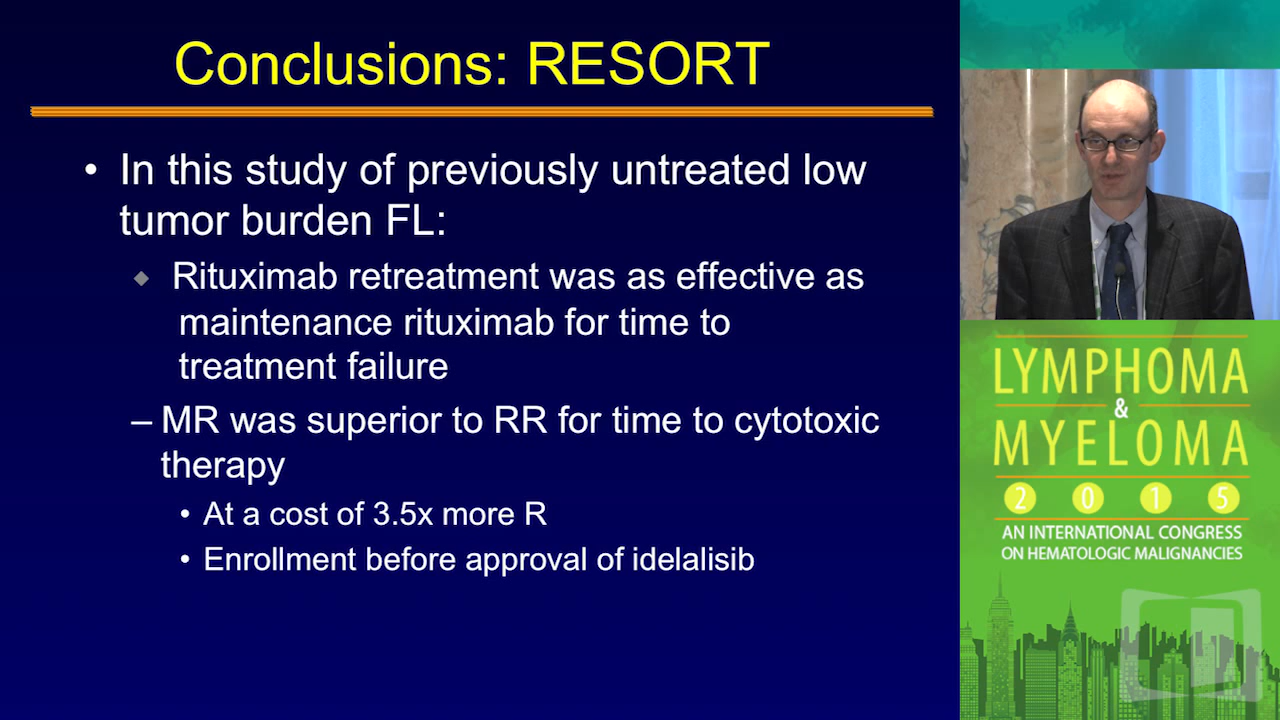 Conclusions: RESORT
• In this study of previously untreated low
tumor burden FL:
◆ Rituximab retreatment was as effective as
maintenance rituximab for time to
treatment failure
– MR was superior to RR for time to cytotoxic
therapy
• At a cost of 3.5x more R
• Enrollment before approval of idelalisib
LYMPHOMA
&
MYELOMA
2 0 1 5
AN INTERNATIONAL CONGRESS
ON HEMATOLOGIC MALIGNANCIES